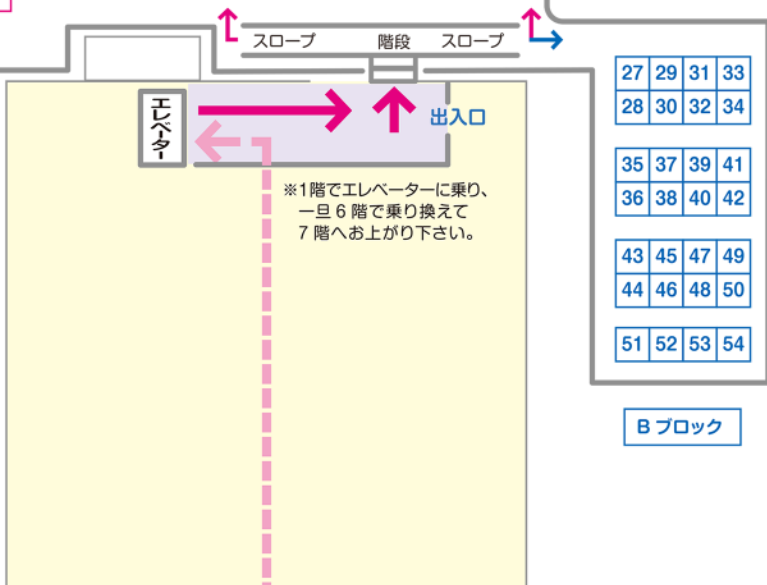 スロープ 階段 スロープ
エレベーター
出入口
※1階でエレベーターに乗り、
一旦6階で乗り換えて
7階へお上がり下さい。
27 29 31 33
28 30 32 34
35 37 39 41
36 38 40 42
43 45 47 49
44 46 48 50
51 52 53 54
B ブロック